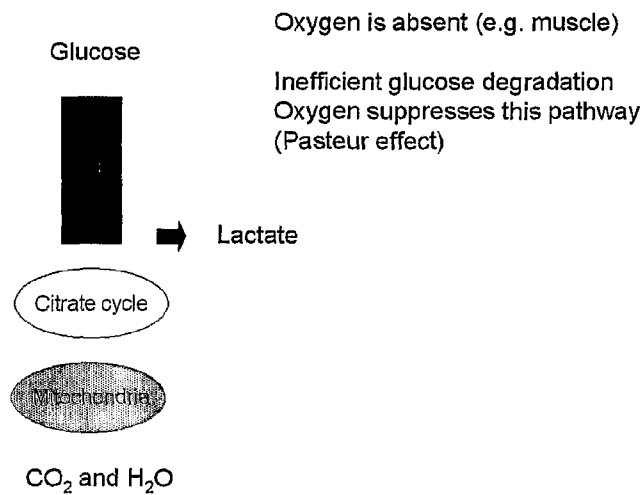 Oxygen is absent (e.g. muscle)
Glucose
Inefficient glucose degradation
Oxygen suppresses this pathway
(Pasteur effect)
Lactate
Citrate cycle
Mitochondria
CO₂ and H₂O